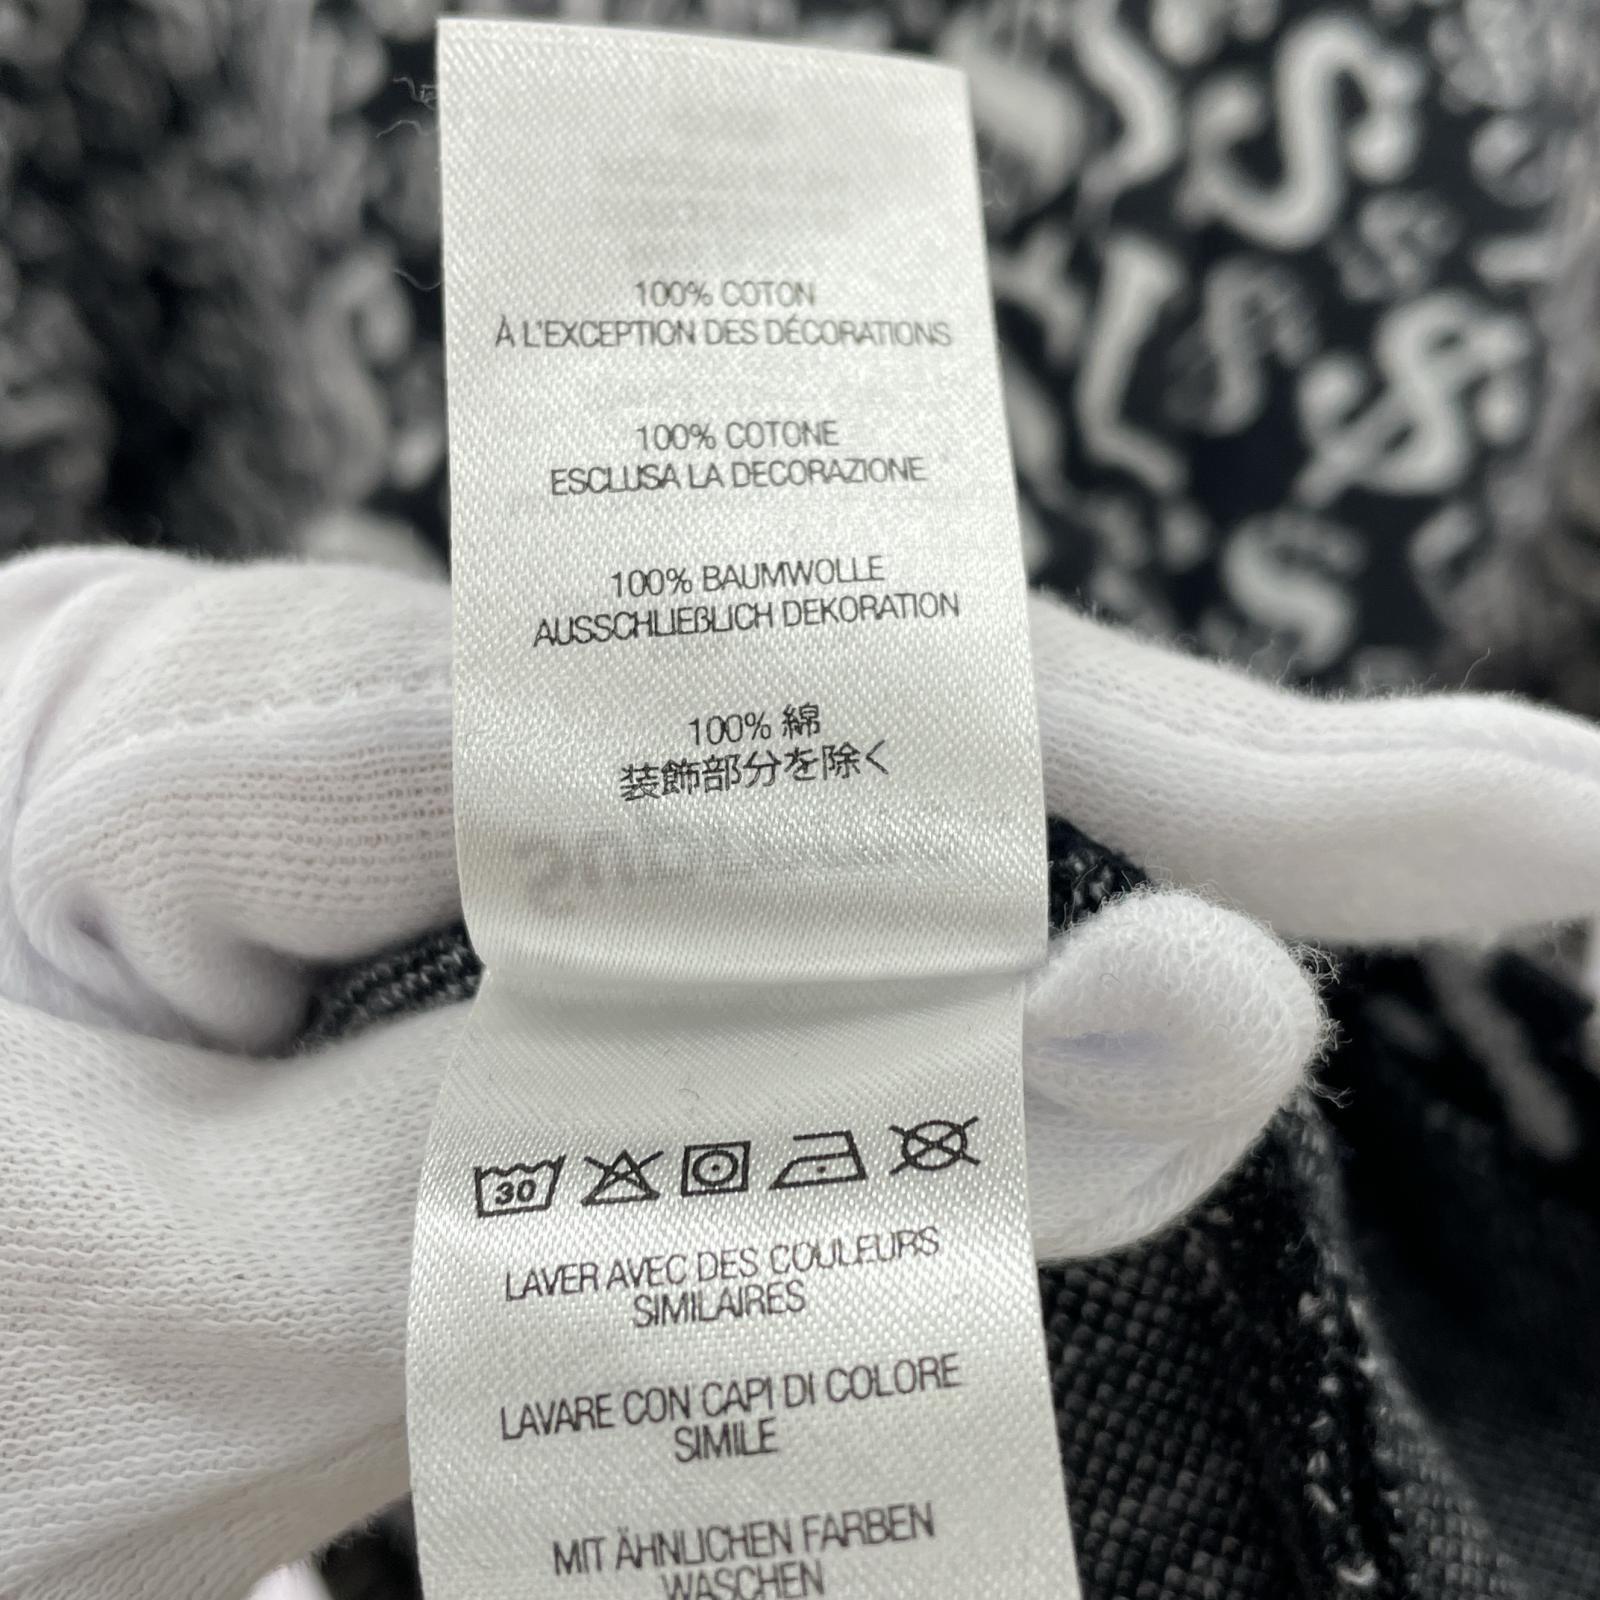 100% COTON
À L'EXCEPTION DES DÉCORATIONS
100% COTONE
ESCLUSA LA DECORAZIONE
100% BAUMWOLLE
AUSSCHLIEßLICH DEKORATION
100% 綿
装飾部分を除く
30
LAVER AVEC DES COULEURS
SIMILAIRES
LAVARE CON CAPI DI COLORE
SIMILE
MIT ÄHNLICHEN FARBEN
WASCHEN